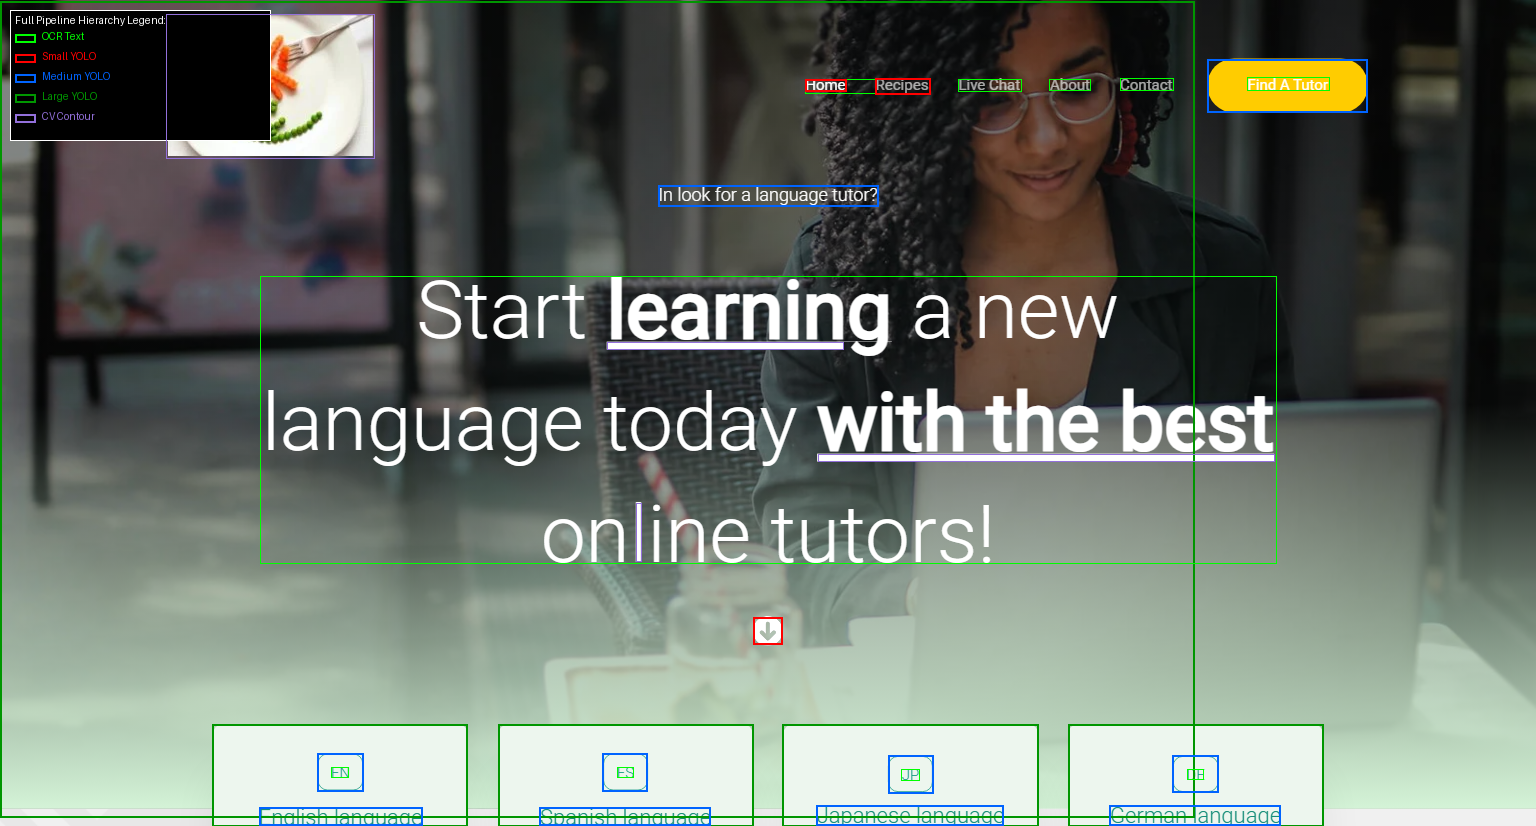 Full Pipeline Hierarchy Legend:
OCR Text
Small YOLO
Medium YOLO
Large YOLO
CV Contour
Home Recipes Live Chat About Contact Find A Tutor
In look for a language tutor?
Start learning a new
language today with the best
online tutors!
EN ES JP DE
English language Spanish language Japanese language German language